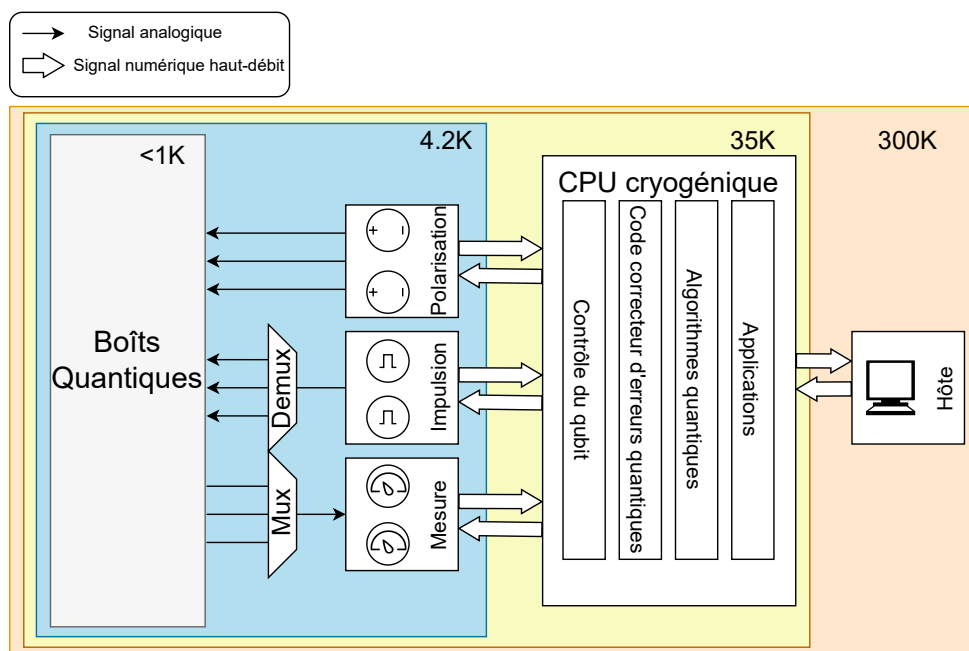 Signal analogique
Signal numérique haut-débit
<1K
4.2K
35K
300K
Boîts
Quantiques
Demux
Mux
Polarisation
Impulsion
Mesure
CPU cryogénique
Contrôle du qubit
Code correcteur d'erreurs quantiques
Algorithmes quantiques
Applications
Hôte